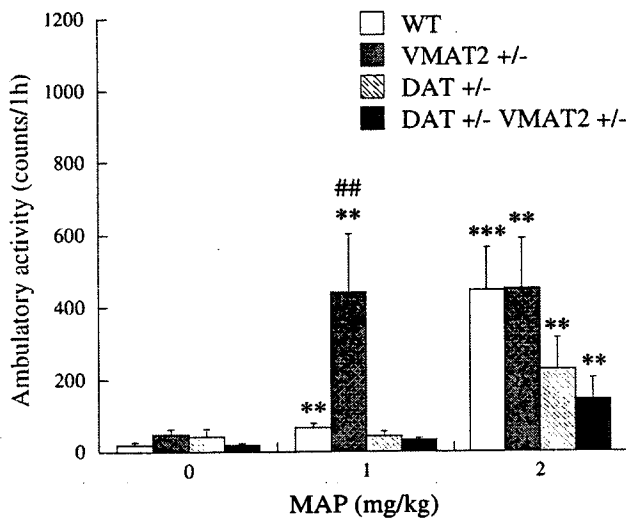 1200
1000
800
600
400
200
0
Ambulatory activity (counts/1h)
WT
VMAT2 +/-
DAT +/-
DAT +/- VMAT2 +/-
##
**
**
***
**
**
**
0
1
2
MAP (mg/kg)